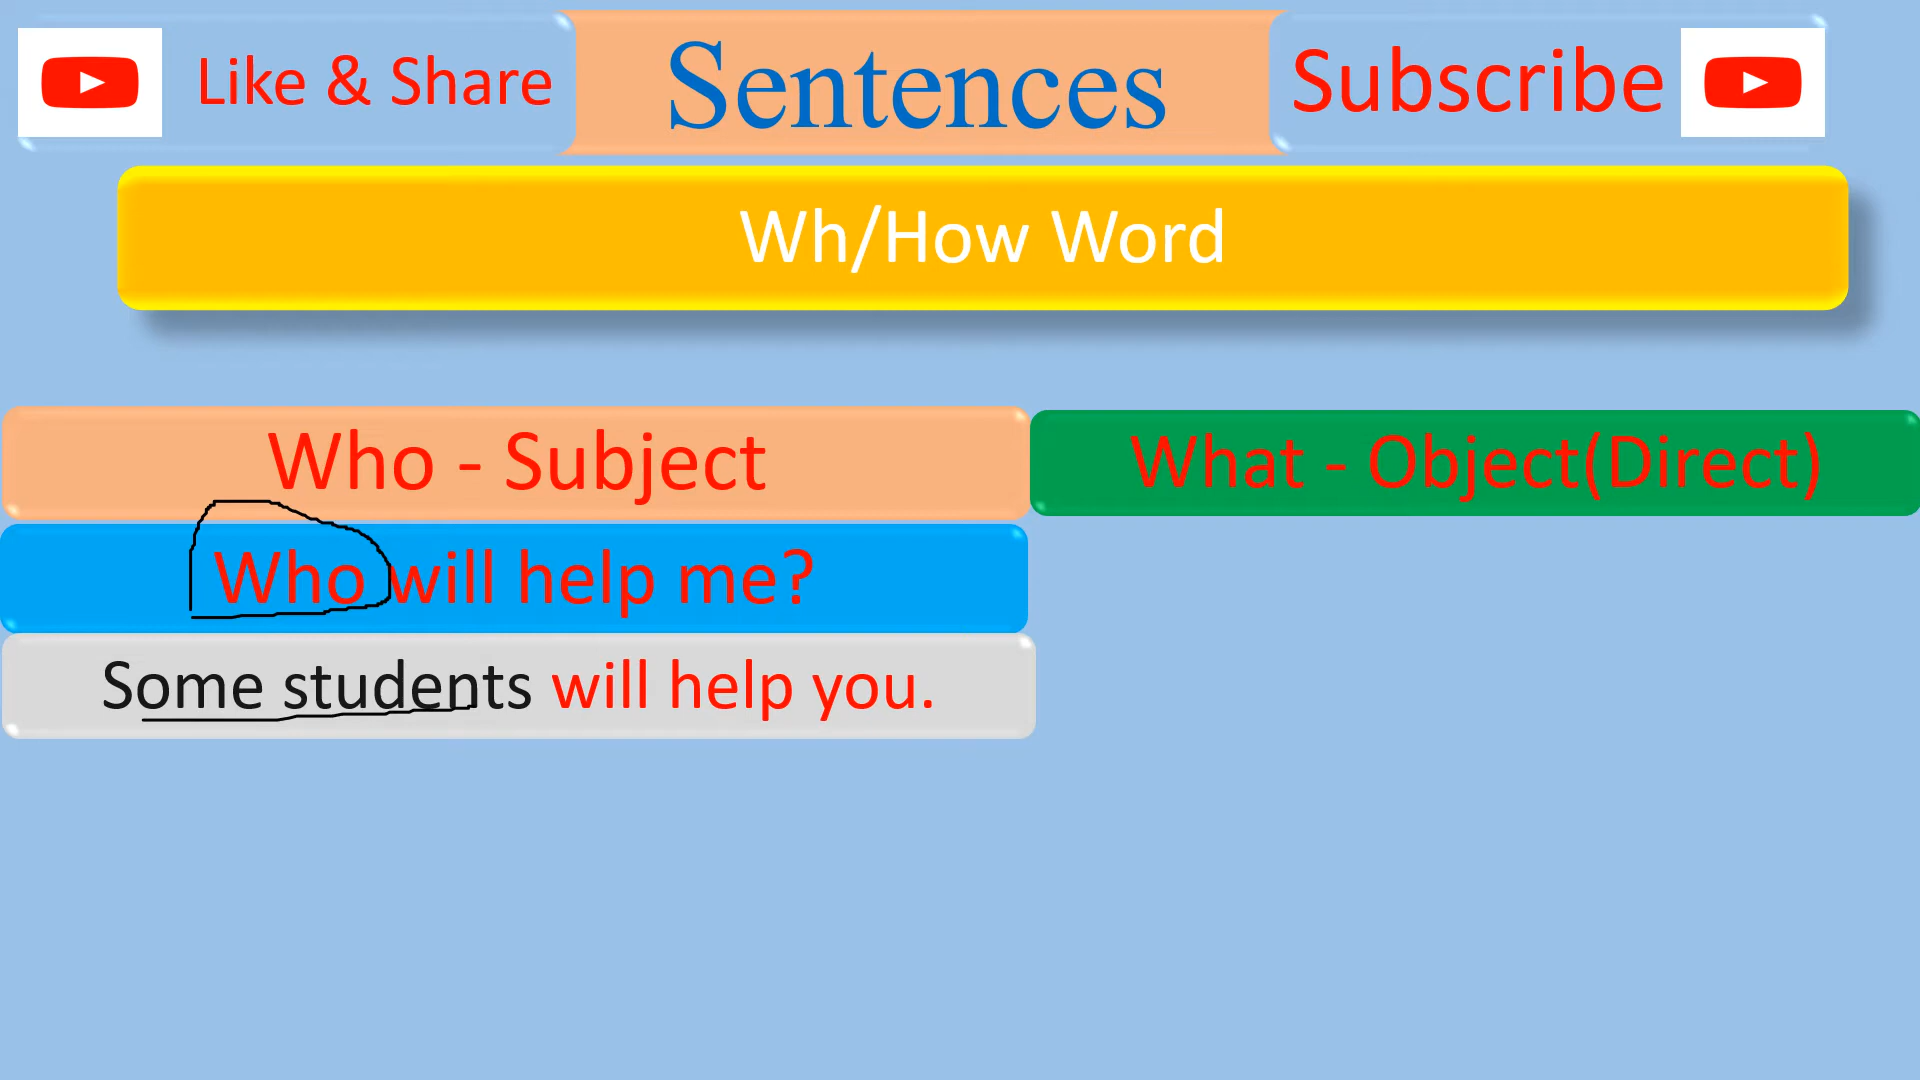 Like & Share
Sentences
Subscribe
Wh/How Word
Who - Subject
What - Object(Direct)
Who will help me?
Some students will help you.